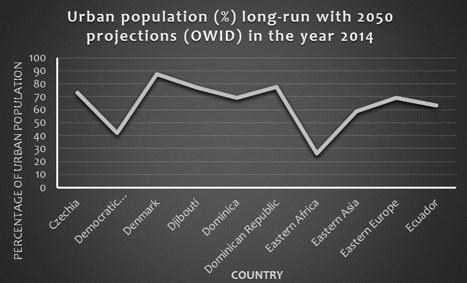 Urban population (%) long-run with 2050
projections (OWID) in the year 2014
PERCENTAGE OF URBAN POPULATION
100
90
80
70
60
50
40
30
20
10
0
Czechia
Democratic...
Denmark
Djibouti
Dominica
Dominican Republic
Eastern Africa
Eastern Asia
Eastern Europe
Ecuador
COUNTRY